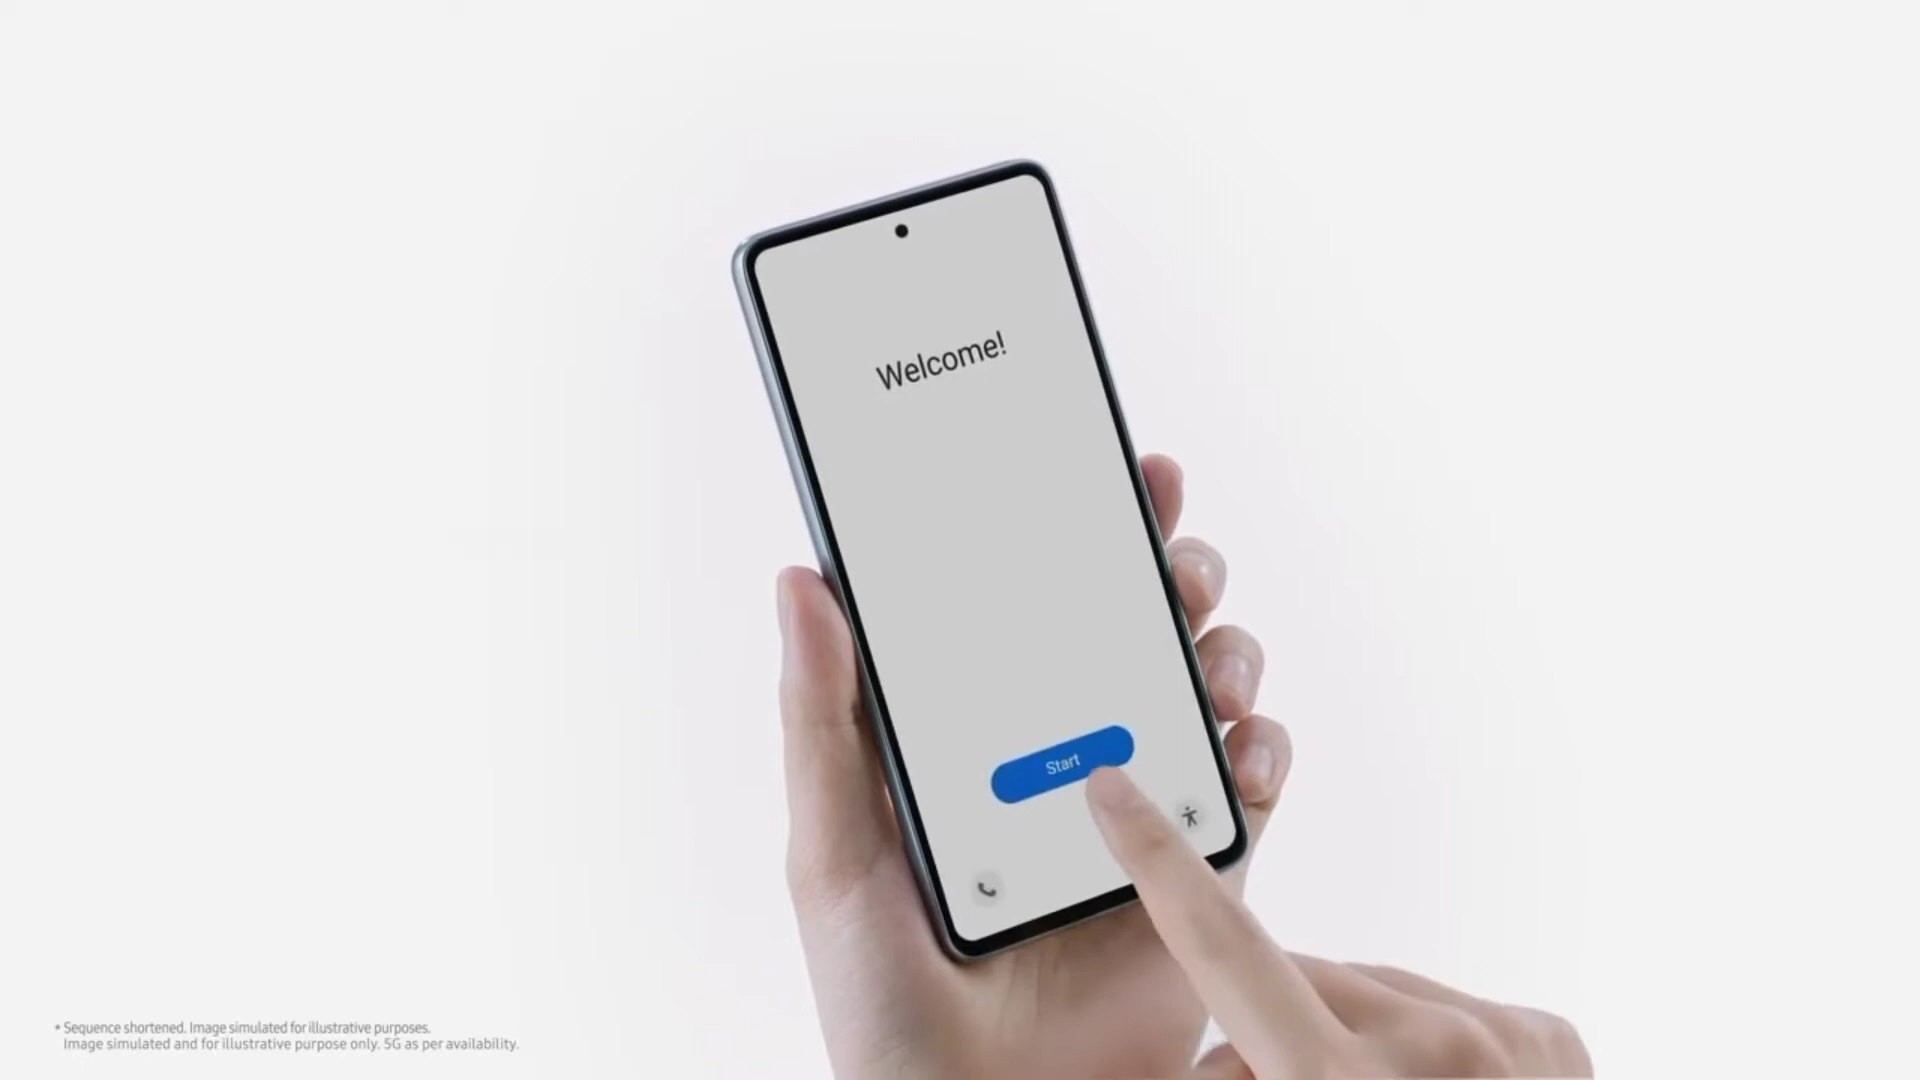 Welcome!
Start
* Sequence shortened. Image simulated for illustrative purposes.
Image simulated and for illustrative purpose only. 5G as per availability.